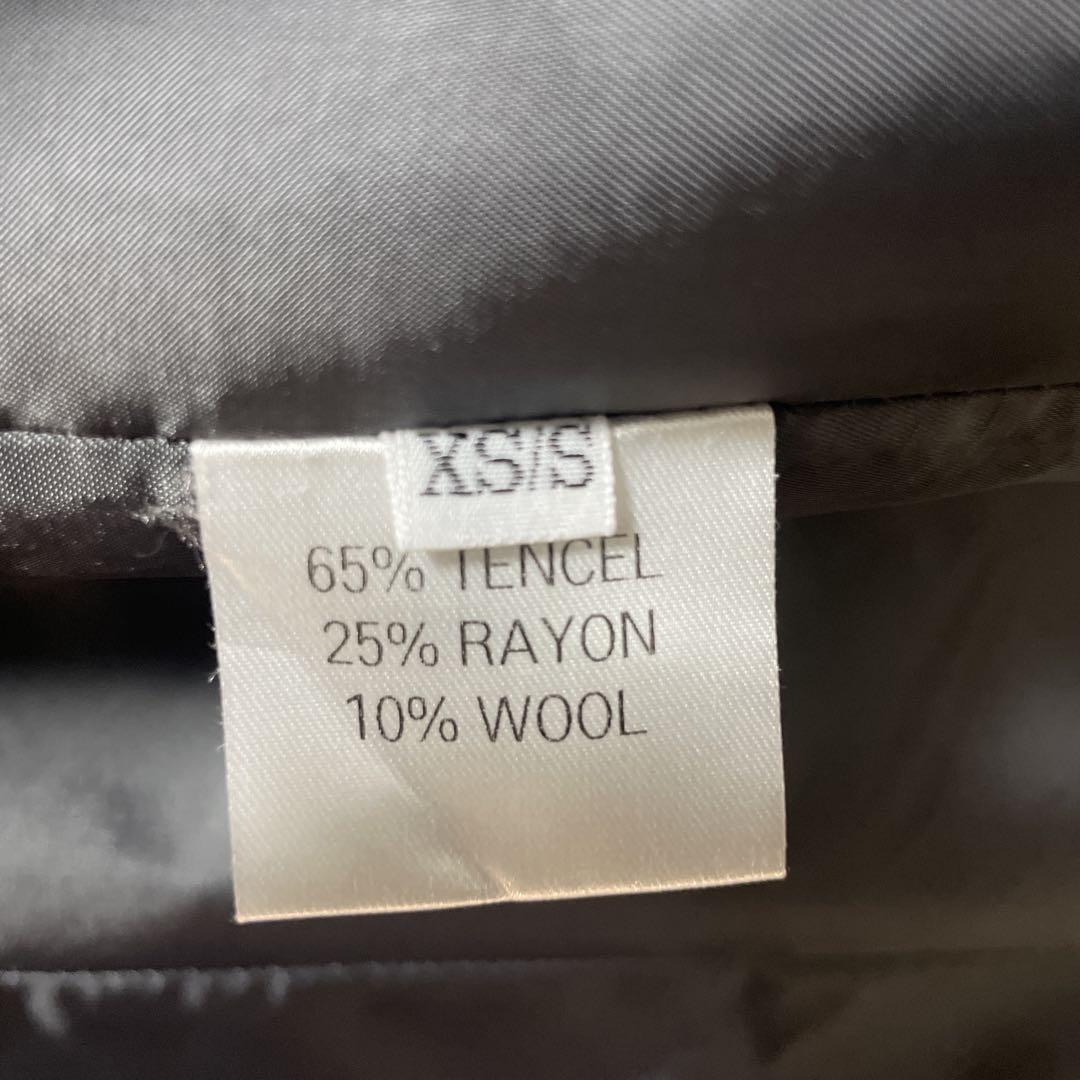 XS/S
65% TENCEL
25% RAYON
10% WOOL